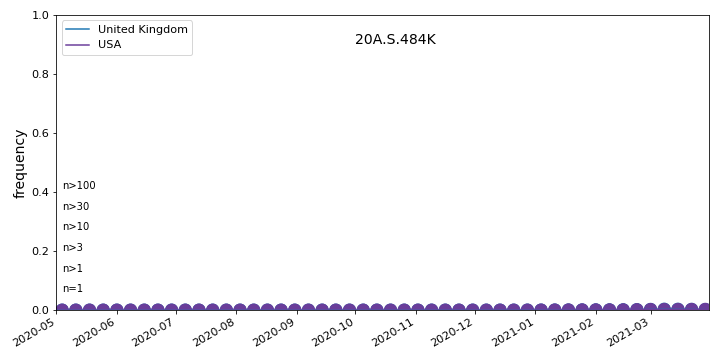 1.0
United Kingdom
USA
20A.S.484K
0.8
0.6
frequency
0.4
n>100
n>30
n>10
0.2
n>3
n>1
n=1
0.0
2020-05
2020-06
2020-07
2020-08
2020-09
2020-10
2020-11
2020-12
2021-01
2021-02
2021-03